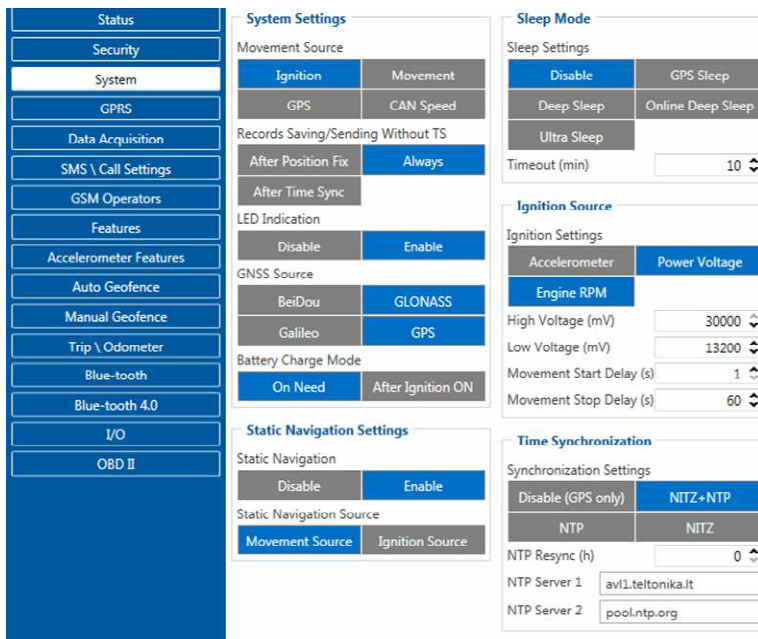 Status
Security
System
GPRS
Data Acquisition
SMS \ Call Settings
GSM Operators
Features
Accelerometer Features
Auto Geofence
Manual Geofence
Trip \ Odometer
Blue-tooth
Blue-tooth 4.0
I/O
OBD II
System Settings
Movement Source
Ignition Movement
GPS CAN Speed
Records Saving/Sending Without TS
After Position Fix Always
After Time Sync
LED Indication
Disable Enable
GNSS Source
BeiDou GLONASS
Galileo GPS
Battery Charge Mode
On Need After Ignition ON
Static Navigation Settings
Static Navigation
Disable Enable
Static Navigation Source
Movement Source Ignition Source
Sleep Mode
Sleep Settings
Disable GPS Sleep
Deep Sleep Online Deep Sleep
Ultra Sleep
Timeout (min) 10
Ignition Source
Ignition Settings
Accelerometer Power Voltage
Engine RPM
High Voltage (mV) 30000
Low Voltage (mV) 13200
Movement Start Delay (s) 1
Movement Stop Delay (s) 60
Time Synchronization
Synchronization Settings
Disable (GPS only) NITZ+NTP
NTP NITZ
NTP Resync (h) 0
NTP Server 1 avl1.teltonika.lt
NTP Server 2 pool.ntp.org